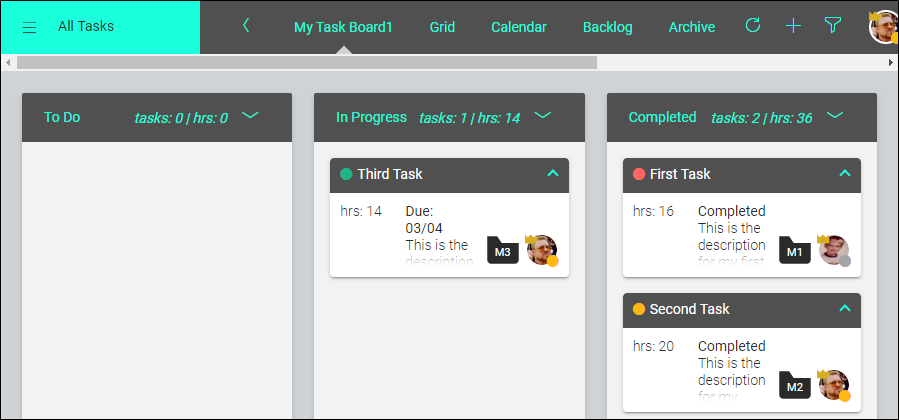 All Tasks
My Task Board1
Grid
Calendar
Backlog
Archive
To Do
tasks: 0 | hrs: 0
In Progress
tasks: 1 | hrs: 14
Completed
tasks: 2 | hrs: 36
Third Task
hrs: 14
Due:
03/04
This is the
description
M3
First Task
hrs: 16
Completed
This is the
description
for my first
M1
Second Task
hrs: 20
Completed
This is the
description
for my
M2